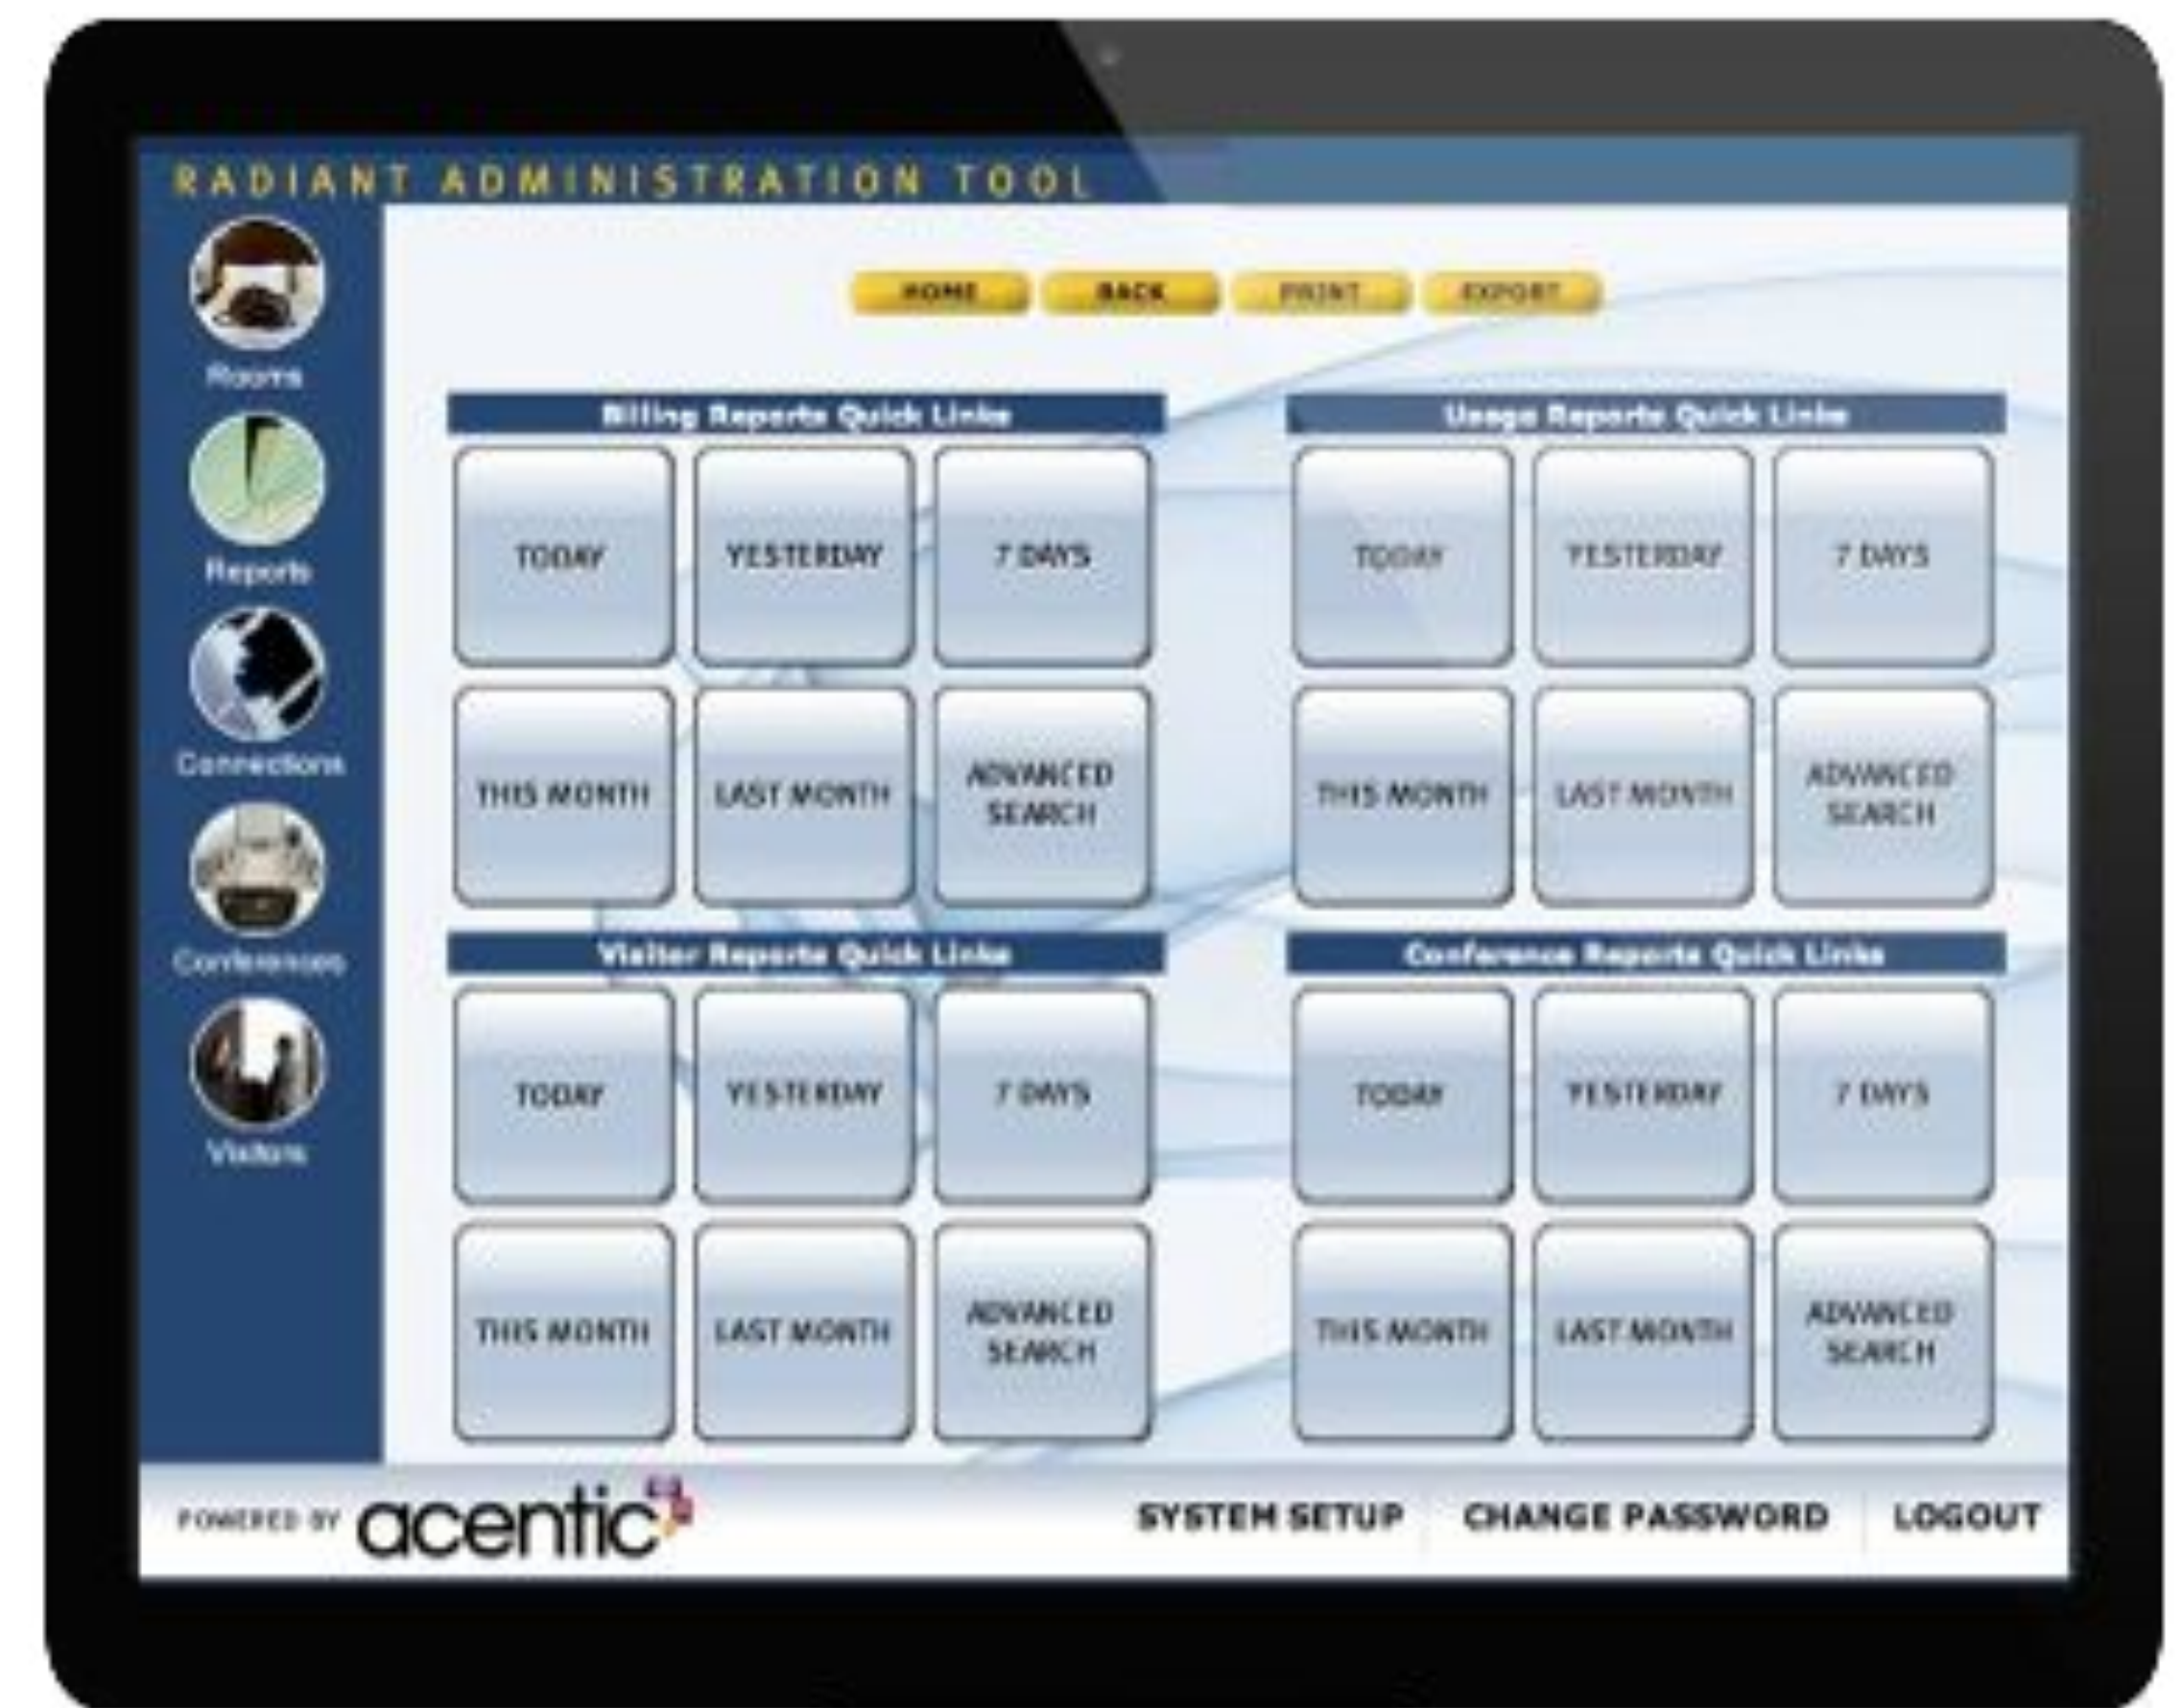 RADIANT ADMINISTRATION TOOL
HOME BACK PRINT EXPORT
Rooms
Reports
Connections
Conferences
Visitors
Billing Reports Quick Links
TODAY YESTERDAY 7 DAYS
THIS MONTH LAST MONTH ADVANCED
SEARCH
Usage Reports Quick Links
TODAY YESTERDAY 7 DAYS
THIS MONTH LAST MONTH ADVANCED
SEARCH
Visitor Reports Quick Links
TODAY YESTERDAY 7 DAYS
THIS MONTH LAST MONTH ADVANCED
SEARCH
Conference Reports Quick Links
TODAY YESTERDAY 7 DAYS
THIS MONTH LAST MONTH ADVANCED
SEARCH
POWERED BY acentic
SYSTEM SETUP CHANGE PASSWORD LOGOUT